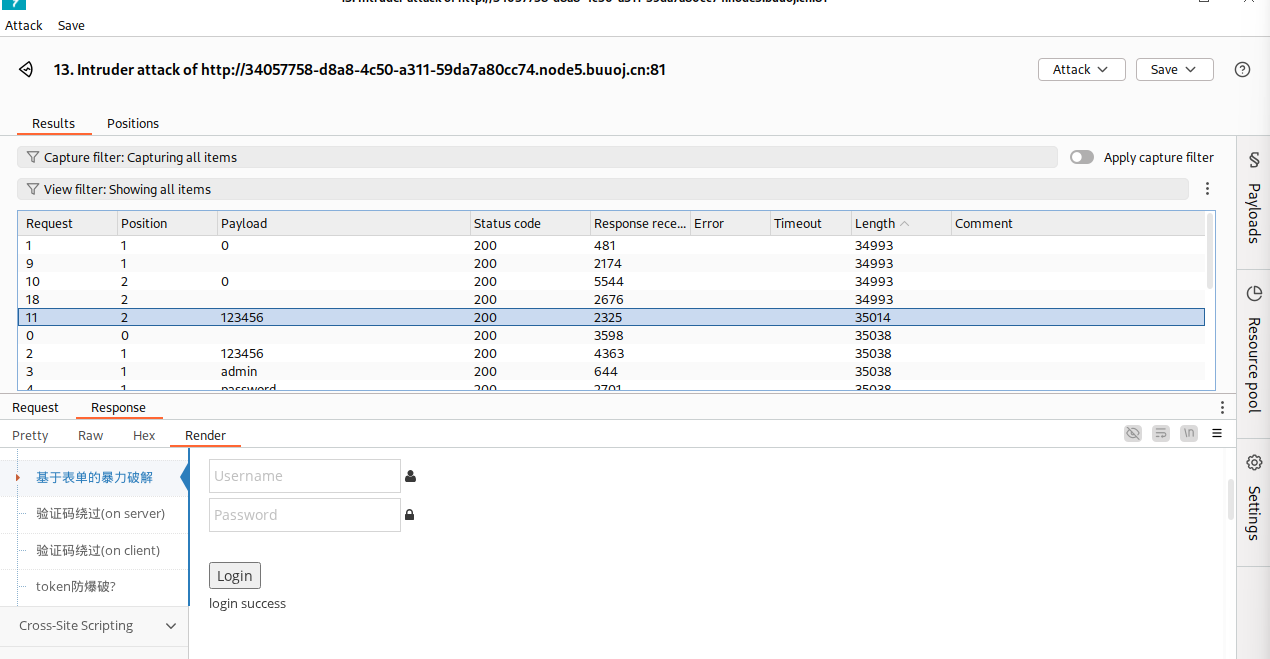 Attack Save
13. Intruder attack of http://34057758-d8a8-4c50-a311-59da7a80cc74.node5.buuoj.cn:81
Attack Save
Results Positions
Capture filter: Capturing all items Apply capture filter
View filter: Showing all items
Request Position Payload Status code Response rece... Error Timeout Length Comment
1 1 0 200 481 34993
9 1 200 2174 34993
10 2 0 200 5544 34993
18 2 200 2676 34993
11 2 123456 200 2325 35014
0 0 200 3598 35038
2 1 123456 200 4363 35038
3 1 admin 200 644 35038
4 1 password 200 2701 35038
Payloads
Resource pool
Settings
Request Response
Pretty Raw Hex Render
\n
基于表单的暴力破解
验证码绕过(on server)
验证码绕过(on client)
token防爆破?
Cross-Site Scripting
Username
Password
Login
login success